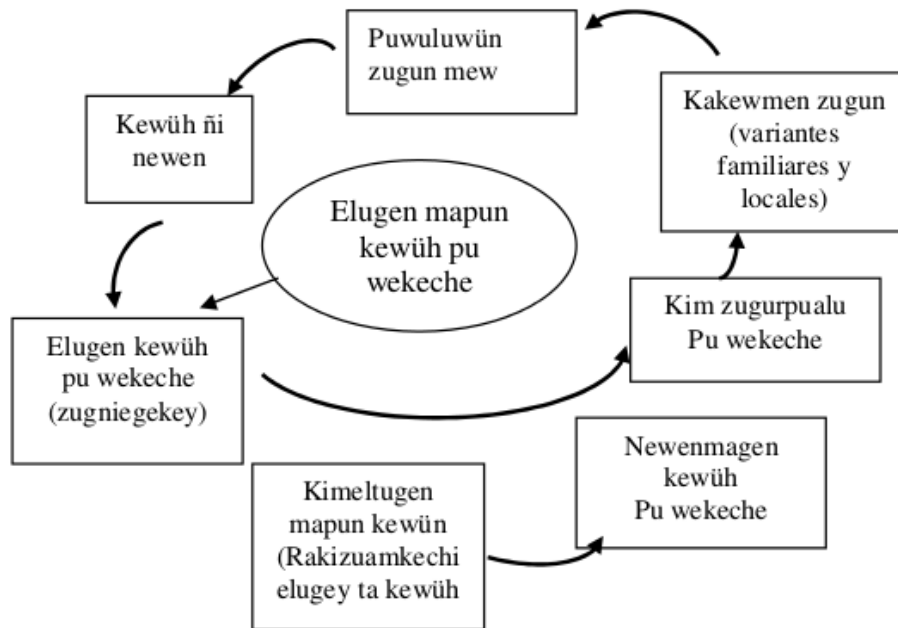 Puwuluwün
zugun mew
Kakewmen zugun
(variantes
familiares y
locales)
Kewüh ñi
newen
Elugen mapun
kewüh pu
wekeche
Kim zugurpualu
Pu wekeche
Elugen kewüh
pu wekeche
(zugniegekey)
Newenmagen
kewüh
Pu wekeche
Kimeltugen
mapun kewün
(Rakizuamkechi
elugey ta kewüh